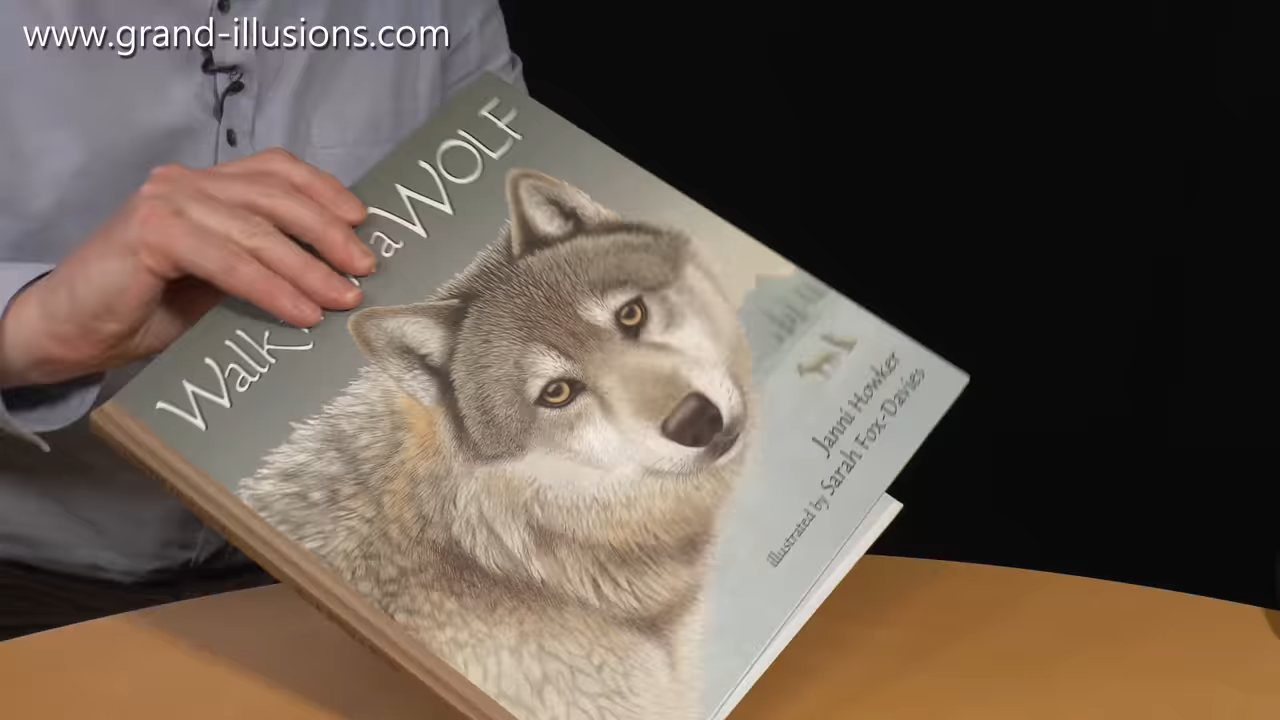 www.grand-illusions.com
Walk a WOLF
Janni Howker
illustrated by Sarah Fox-Davies